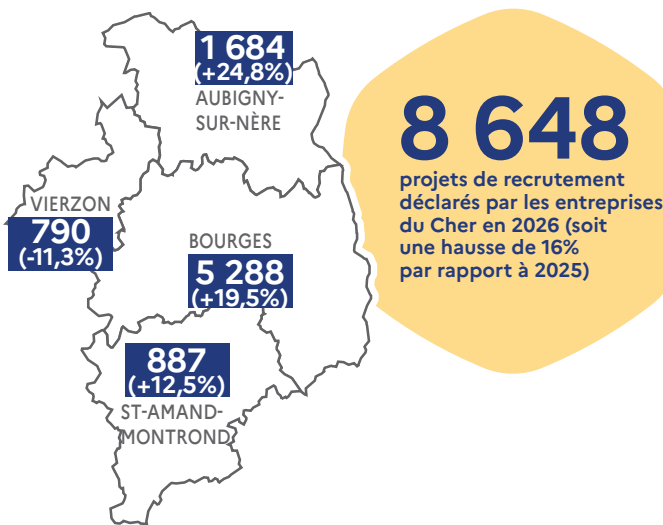 1 684
(+24,8%)
AUBIGNY-
SUR-NÈRE
8 648
projets de recrutement
déclarés par les entreprises
du Cher en 2026 (soit
une hausse de 16%
par rapport à 2025)
VIERZON
790
(-11,3%)
BOURGES
5 288
(+19,5%)
887
(+12,5%)
ST-AMAND-
MONTROND